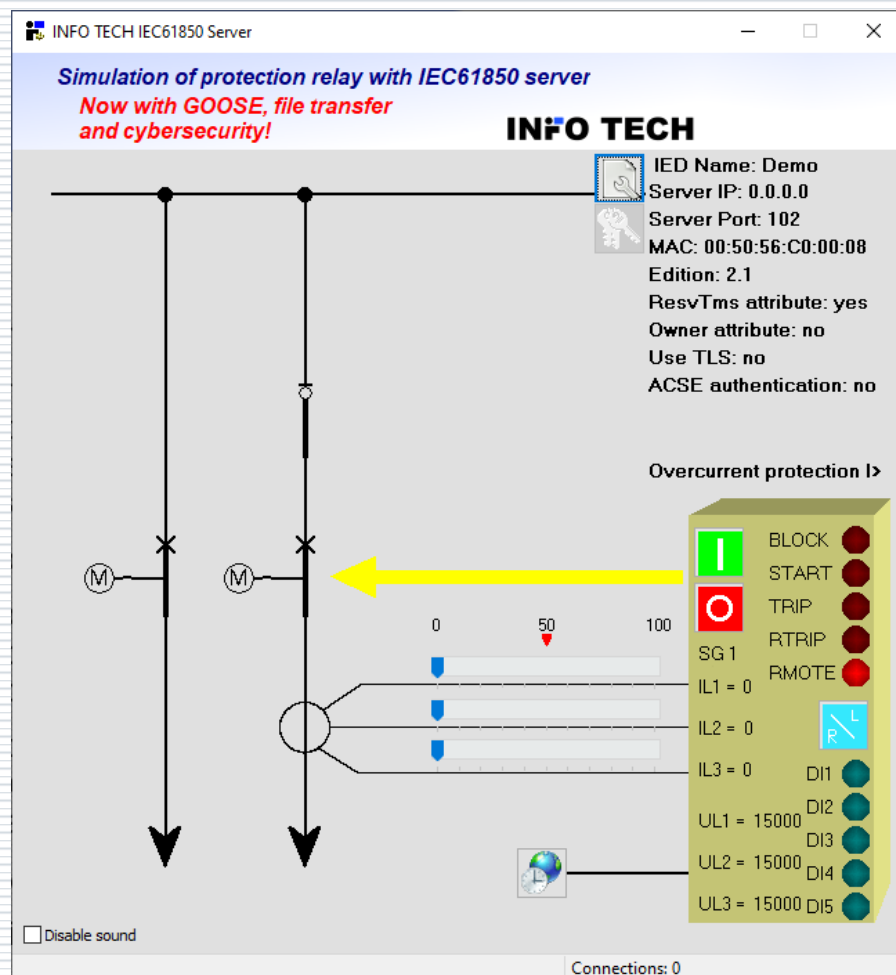 INFO TECH IEC61850 Server
Simulation of protection relay with IEC61850 server
Now with GOOSE, file transfer
and cybersecurity!
INFO TECH
IED Name: Demo
Server IP: 0.0.0.0
Server Port: 102
MAC: 00:50:56:C0:00:08
Edition: 2.1
ResvTms attribute: yes
Owner attribute: no
Use TLS: no
ACSE authentication: no
Overcurrent protection I>
BLOCK
M
M
START
TRIP
0 50 100
RTRIP
SG 1
RMOTE
IL1 = 0
L
R
IL2 = 0
IL3 = 0
DI1
DI2
UL1 = 15000
DI3
UL2 = 15000
DI4
UL3 = 15000
DI5
Disable sound
Connections: 0